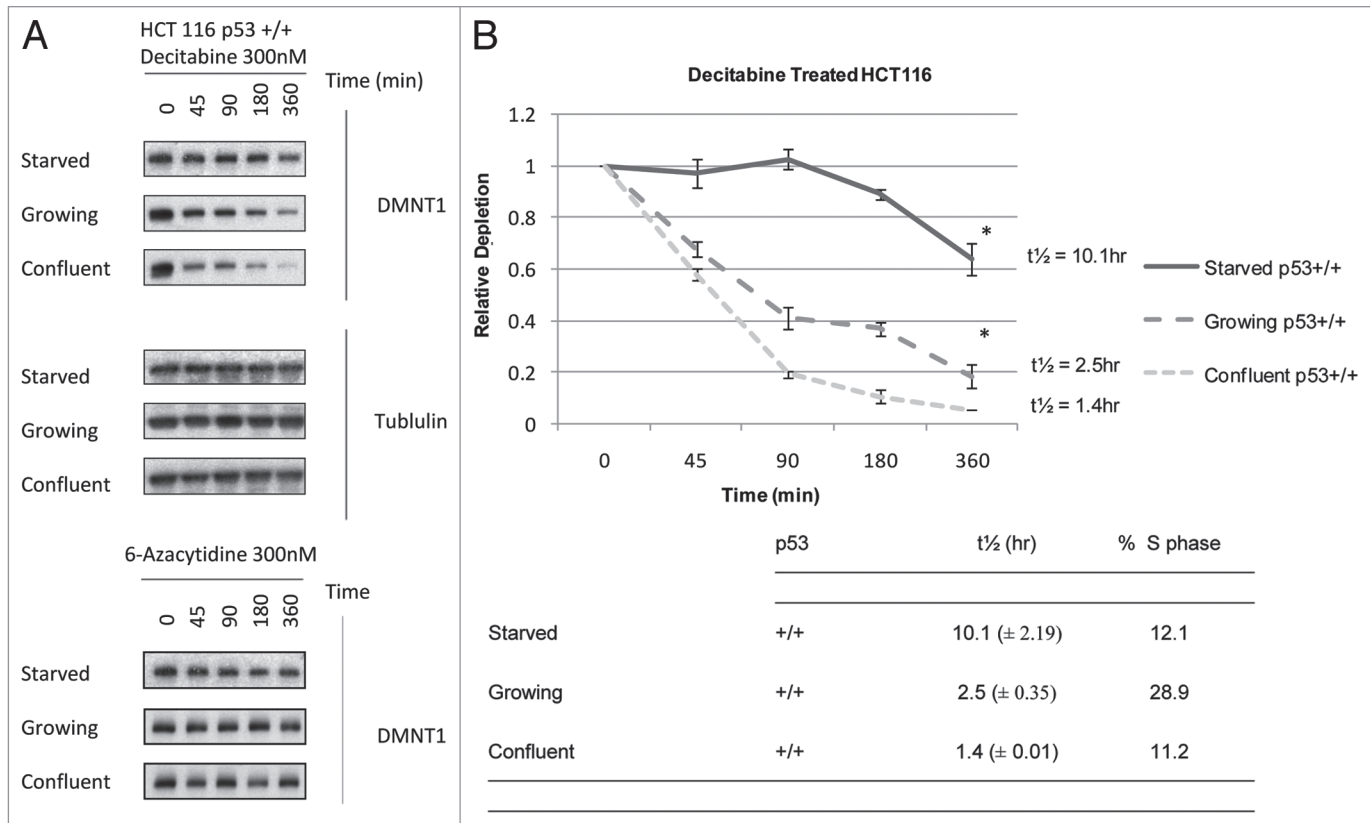 A
HCT 116 p53 +/+
Decitabine 300nM
Time (min)
0 45 90 180 360
Starved
Growing
Confluent
DMNT1
Starved
Growing
Confluent
Tublulin
6-Azacytidine 300nM
Time
0 45 90 180 360
Starved
Growing
Confluent
DMNT1
B
Decitabine Treated HCT116
Relative Depletion
1.2
1
0.8
0.6
0.4
0.2
0
*
*
t½ = 10.1hr
t½ = 2.5hr
t½ = 1.4hr
Starved p53+/+
Growing p53+/+
Confluent p53+/+
0 45 90 180 360
Time (min)
p53 t½ (hr) % S phase
Starved +/+ 10.1 (± 2.19) 12.1
Growing +/+ 2.5 (± 0.35) 28.9
Confluent +/+ 1.4 (± 0.01) 11.2